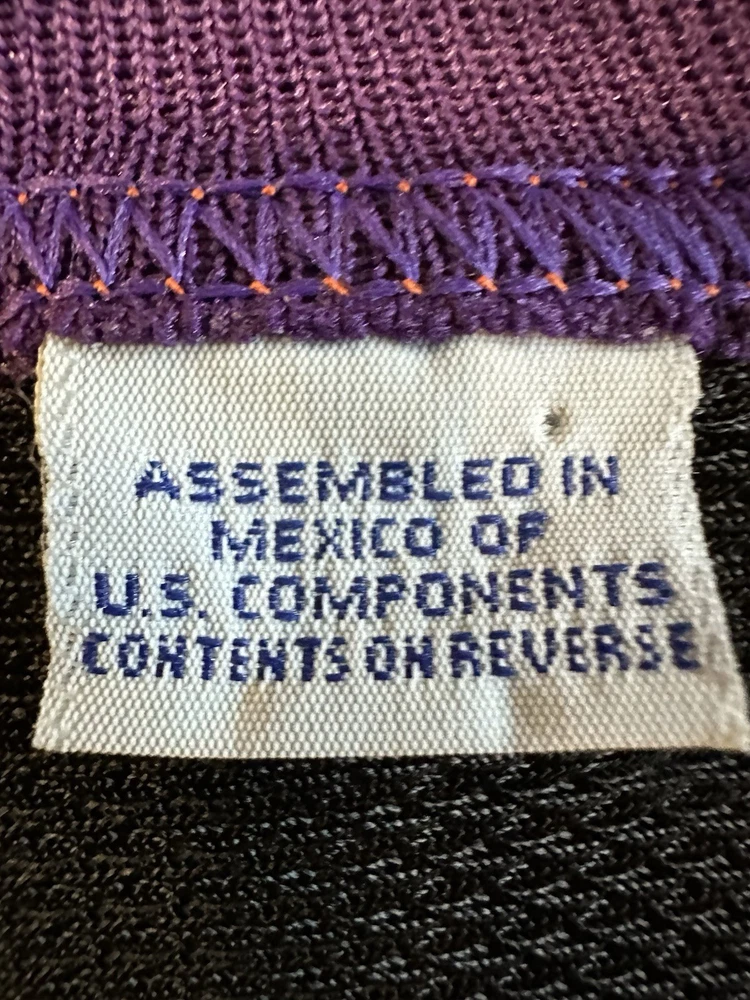 ASSEMBLED IN
MEXICO OF
U.S. COMPONENTS
CONTENTS ON REVERSE